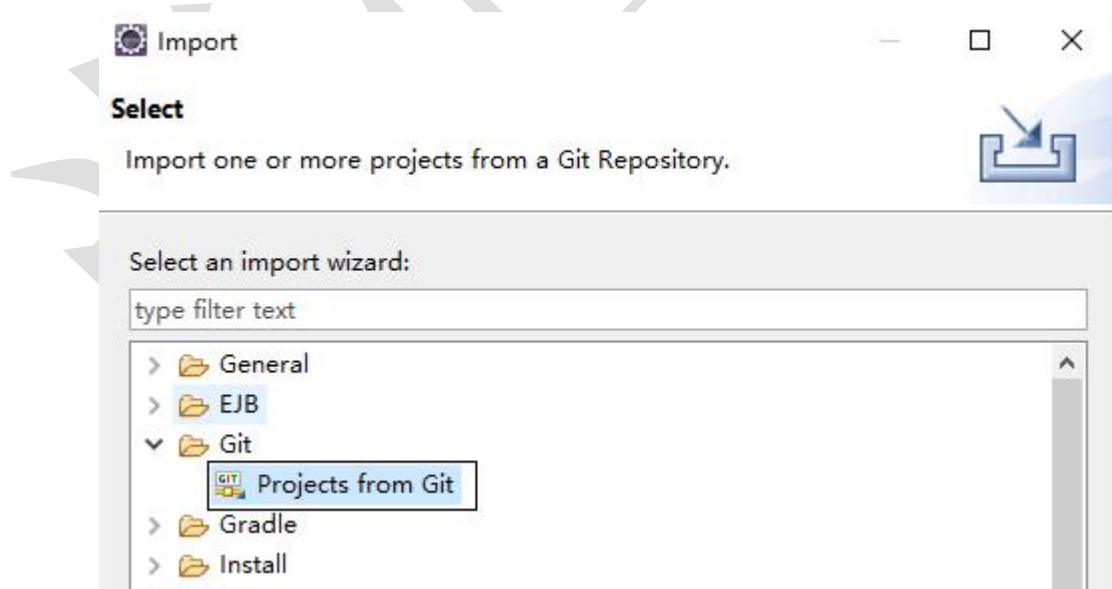 Import
Select
Import one or more projects from a Git Repository.
Select an import wizard:
type filter text
General
EJB
Git
GIT Projects from Git
Gradle
Install